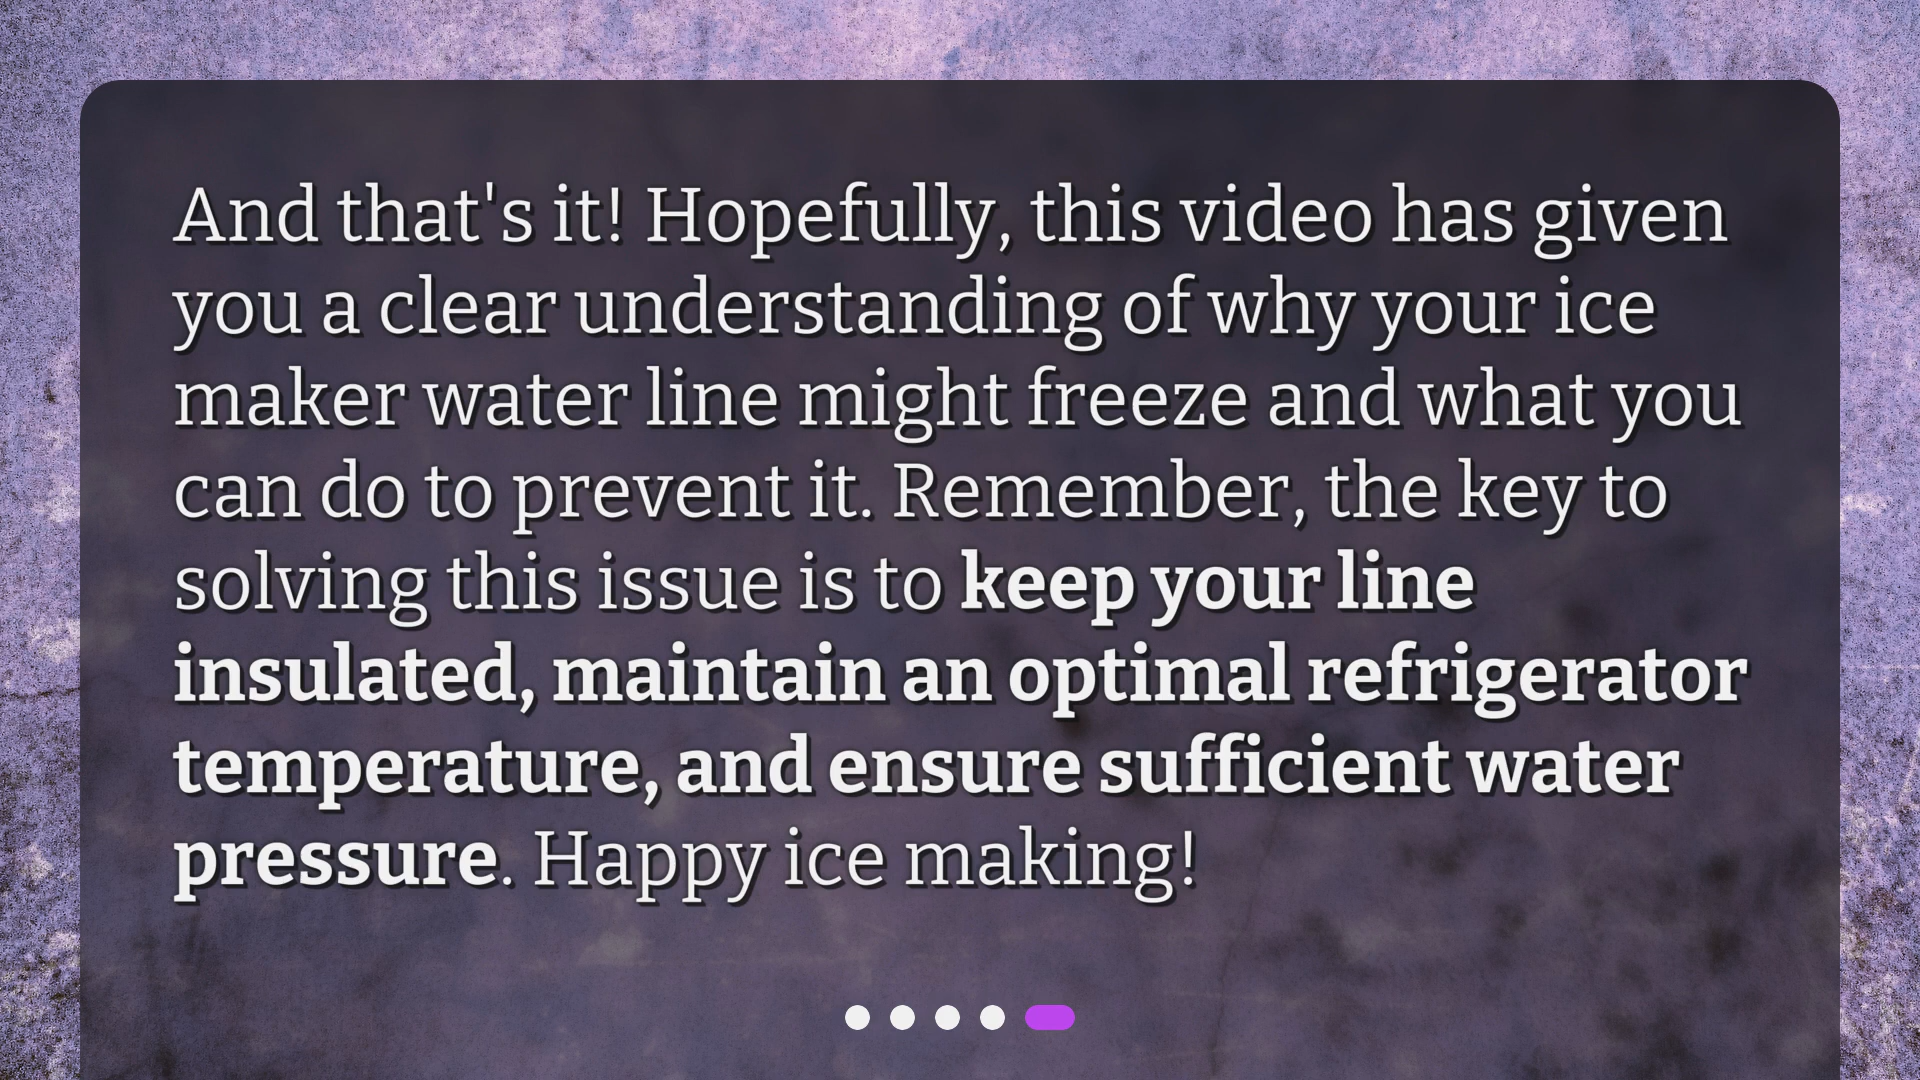 And that's it! Hopefully, this video has given
you a clear understanding of why your ice
maker water line might freeze and what you
can do to prevent it. Remember, the key to
solving this issue is to keep your line
insulated, maintain an optimal refrigerator
temperature, and ensure sufficient water
pressure. Happy ice making!